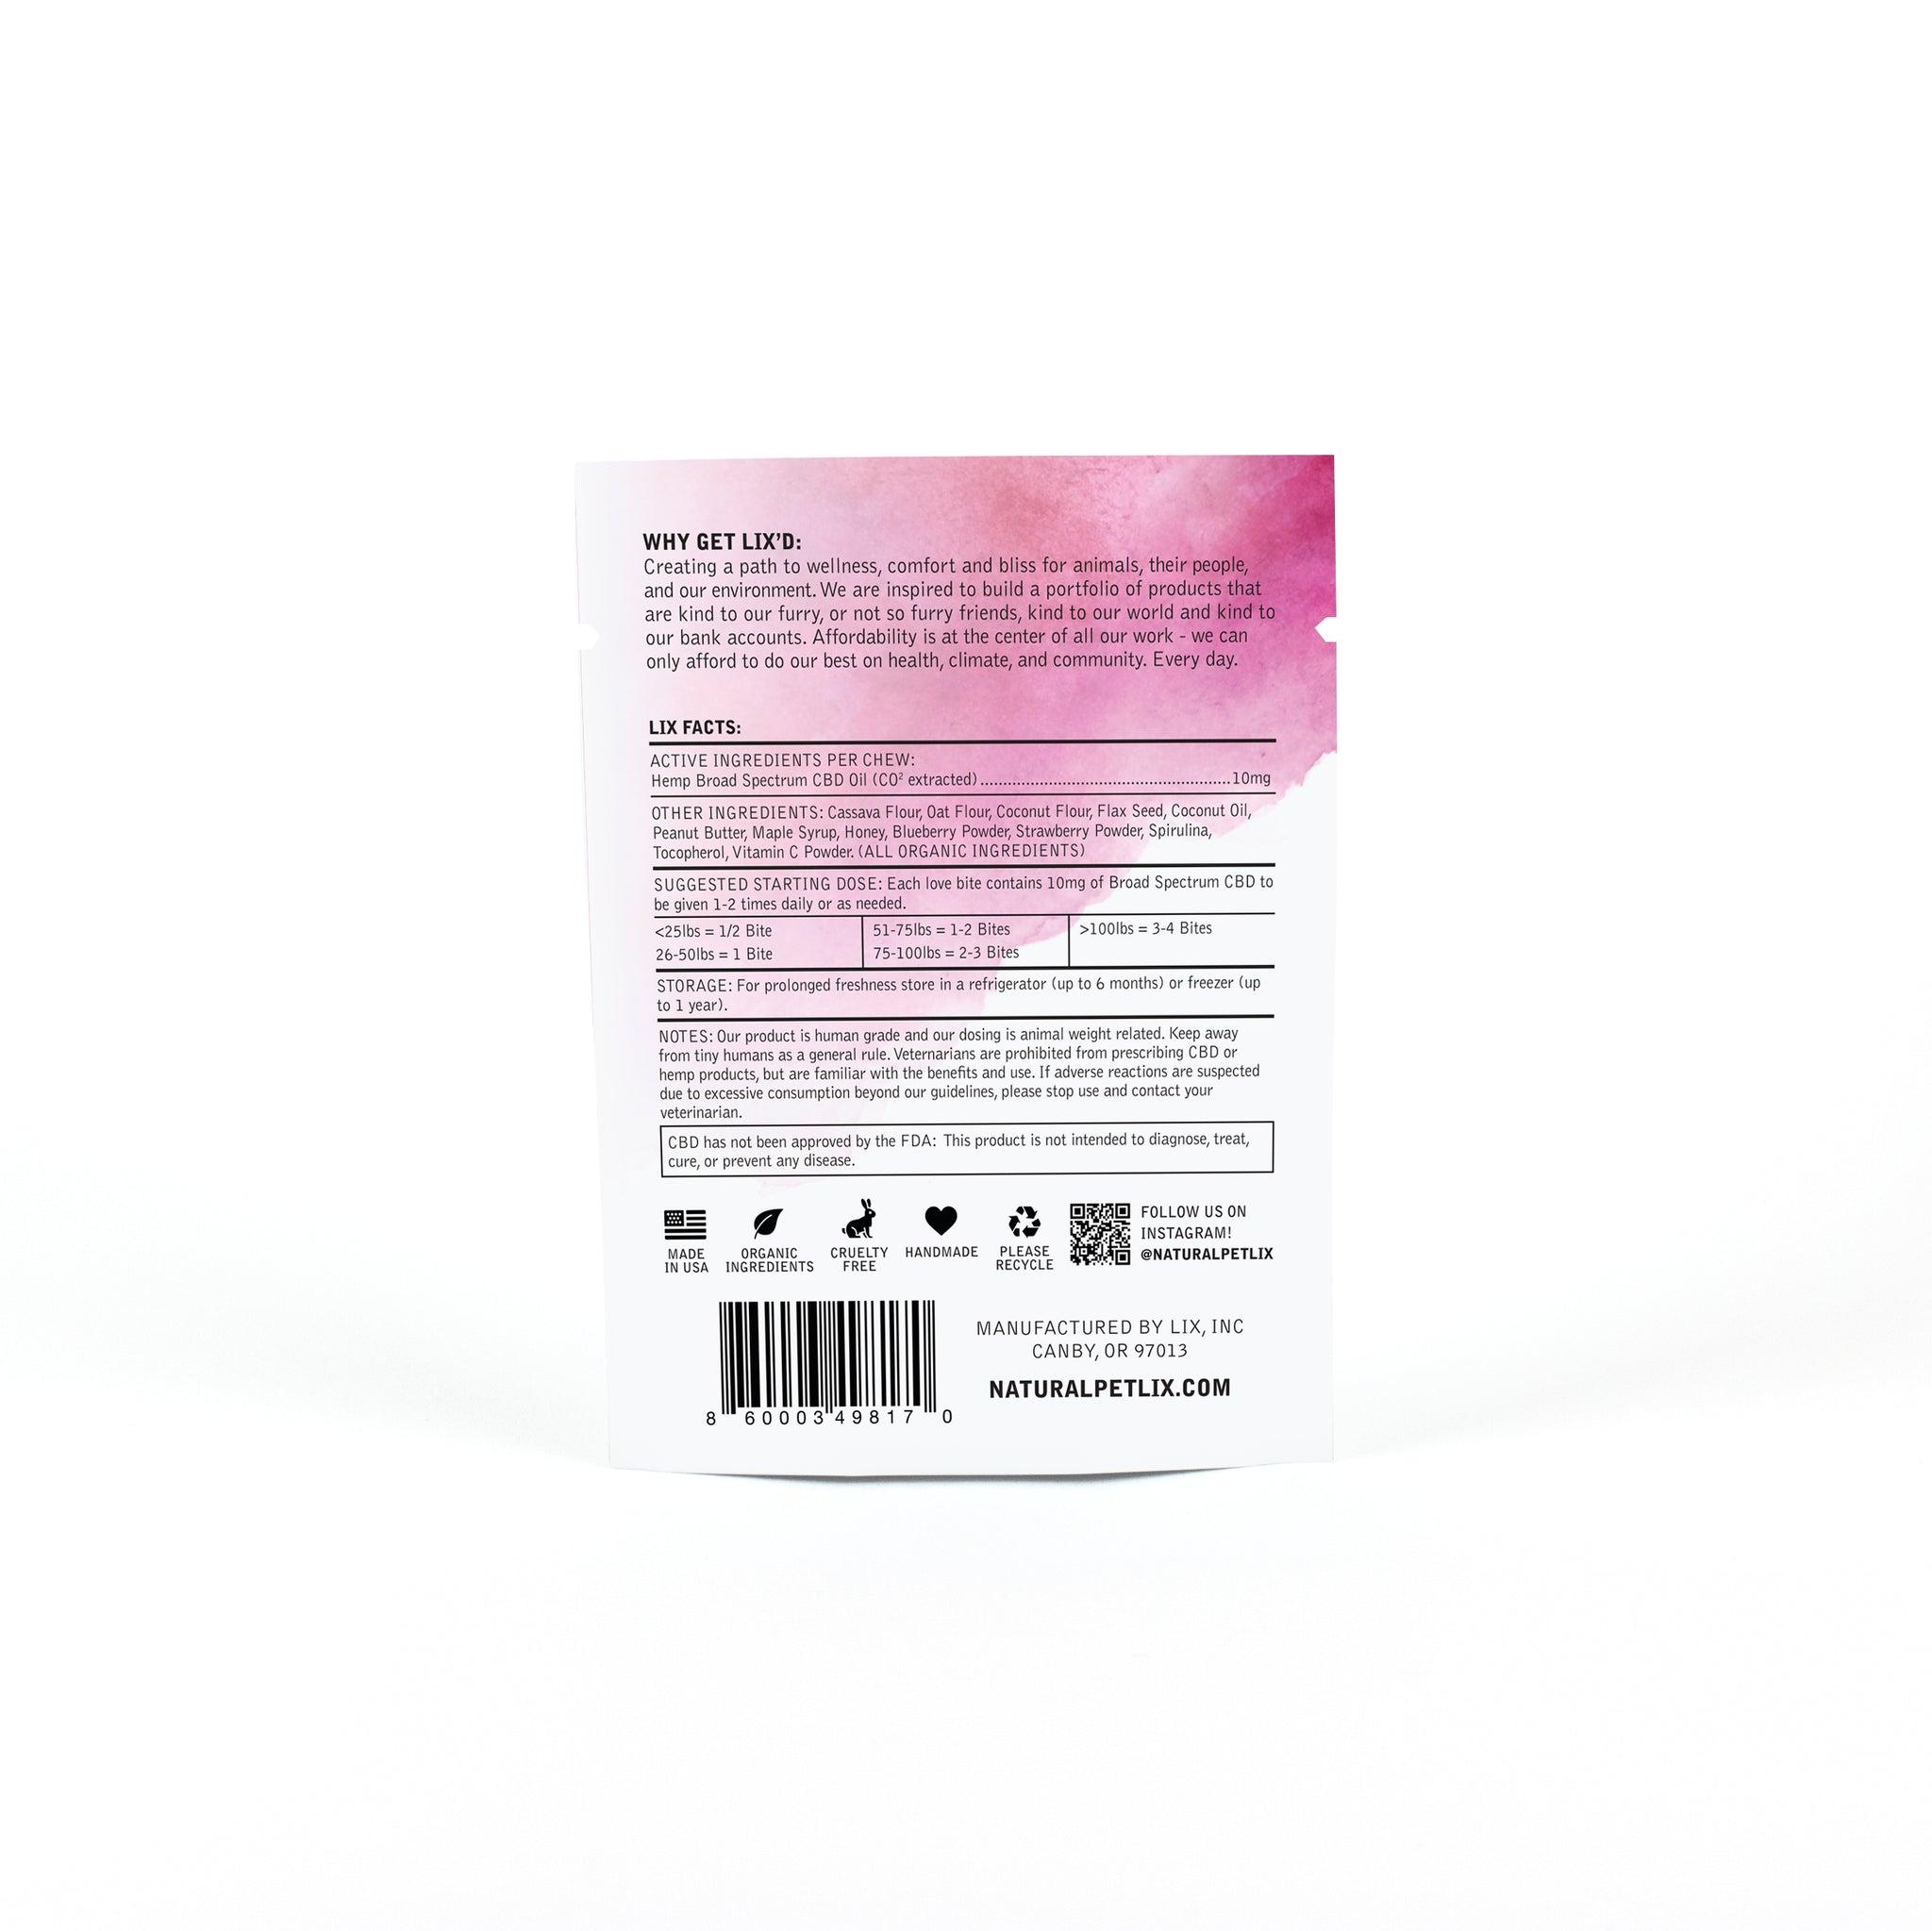 WHY GET LIX'D:
Creating a path to wellness, comfort and bliss for animals, their people,
and our environment. We are inspired to build a portfolio of products that
are kind to our furry, or not so furry friends, kind to our world and kind to
our bank accounts. Affordability is at the center of all our work - we can
only afford to do our best on health, climate, and community. Every day.
LIX FACTS:
ACTIVE INGREDIENTS PER CHEW:
Hemp Broad Spectrum CBD Oil (CO² extracted)......................................................10mg
OTHER INGREDIENTS: Cassava Flour, Oat Flour, Coconut Flour, Flax Seed, Coconut Oil,
Peanut Butter, Maple Syrup, Honey, Blueberry Powder, Strawberry Powder, Spirulina,
Tocopherol, Vitamin C Powder. (ALL ORGANIC INGREDIENTS)
SUGGESTED STARTING DOSE: Each love bite contains 10mg of Broad Spectrum CBD to
be given 1-2 times daily or as needed.
<25lbs = 1/2 Bite
26-50lbs = 1 Bite
51-75lbs = 1-2 Bites
75-100lbs = 2-3 Bites
>100lbs = 3-4 Bites
STORAGE: For prolonged freshness store in a refrigerator (up to 6 months) or freezer (up
to 1 year).
NOTES: Our product is human grade and our dosing is animal weight related. Keep away
from tiny humans as a general rule. Veternarians are prohibited from prescribing CBD or
hemp products, but are familiar with the benefits and use. If adverse reactions are suspected
due to excessive consumption beyond our guidelines, please stop use and contact your
veterinarian.
CBD has not been approved by the FDA: This product is not intended to diagnose, treat,
cure, or prevent any disease.
MADE
IN USA
ORGANIC
INGREDIENTS
CRUELTY
FREE
HANDMADE
PLEASE
RECYCLE
FOLLOW US ON
INSTAGRAM!
@NATURALPETLIX
8 60003 49817 0
MANUFACTURED BY LIX, INC
CANBY, OR 97013
NATURALPETLIX.COM